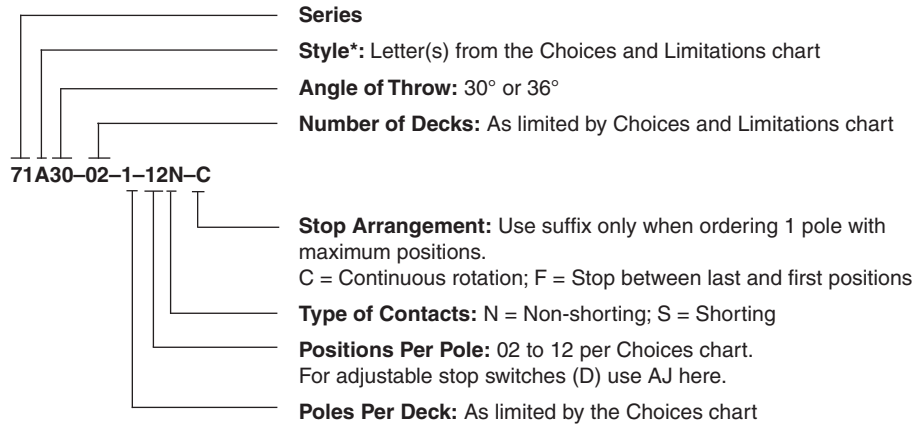 Series
Style*: Letter(s) from the Choices and Limitations chart
Angle of Throw: 30° or 36°
Number of Decks: As limited by Choices and Limitations chart
71A30–02–1–12N–C
Stop Arrangement: Use suffix only when ordering 1 pole with
maximum positions.
C = Continuous rotation; F = Stop between last and first positions
Type of Contacts: N = Non-shorting; S = Shorting
Positions Per Pole: 02 to 12 per Choices chart.
For adjustable stop switches (D) use AJ here.
Poles Per Deck: As limited by the Choices chart